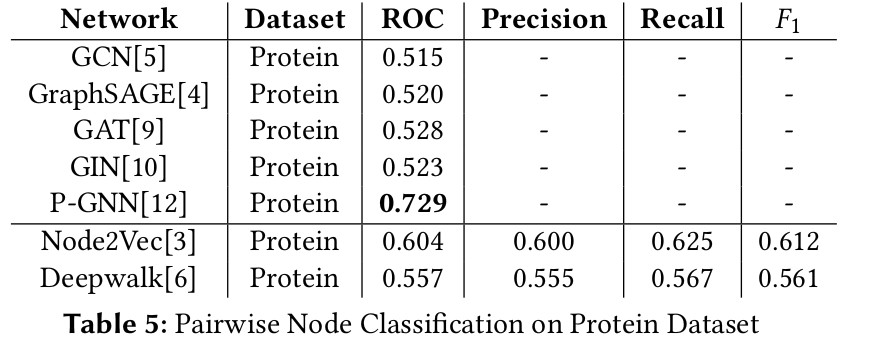 Network Dataset ROC Precision Recall F1
GCN[5] Protein 0.515 - - -
GraphSAGE[4] Protein 0.520 - - -
GAT[9] Protein 0.528 - - -
GIN[10] Protein 0.523 - - -
P-GNN[12] Protein 0.729 - - -
Node2Vec[3] Protein 0.604 0.600 0.625 0.612
Deepwalk[6] Protein 0.557 0.555 0.567 0.561
Table 5: Pairwise Node Classification on Protein Dataset